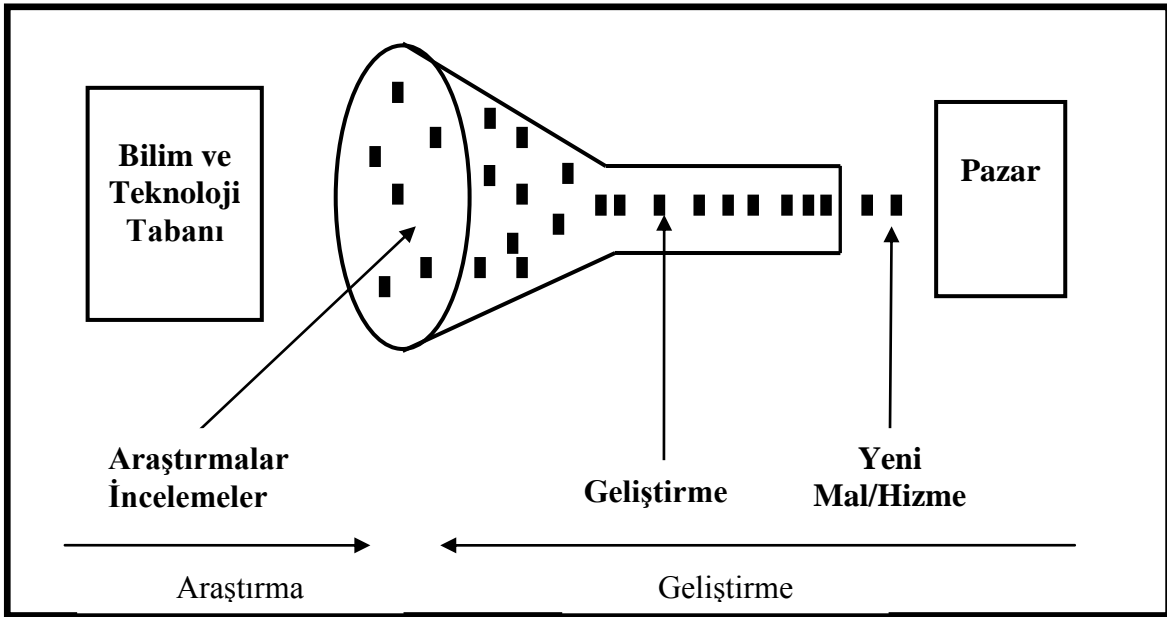 Bilim ve
Teknoloji
Tabanı
Pazar
Araştırmalar
İncelemeler
Geliştirme
Yeni
Mal/Hizme
Araştırma
Geliştirme